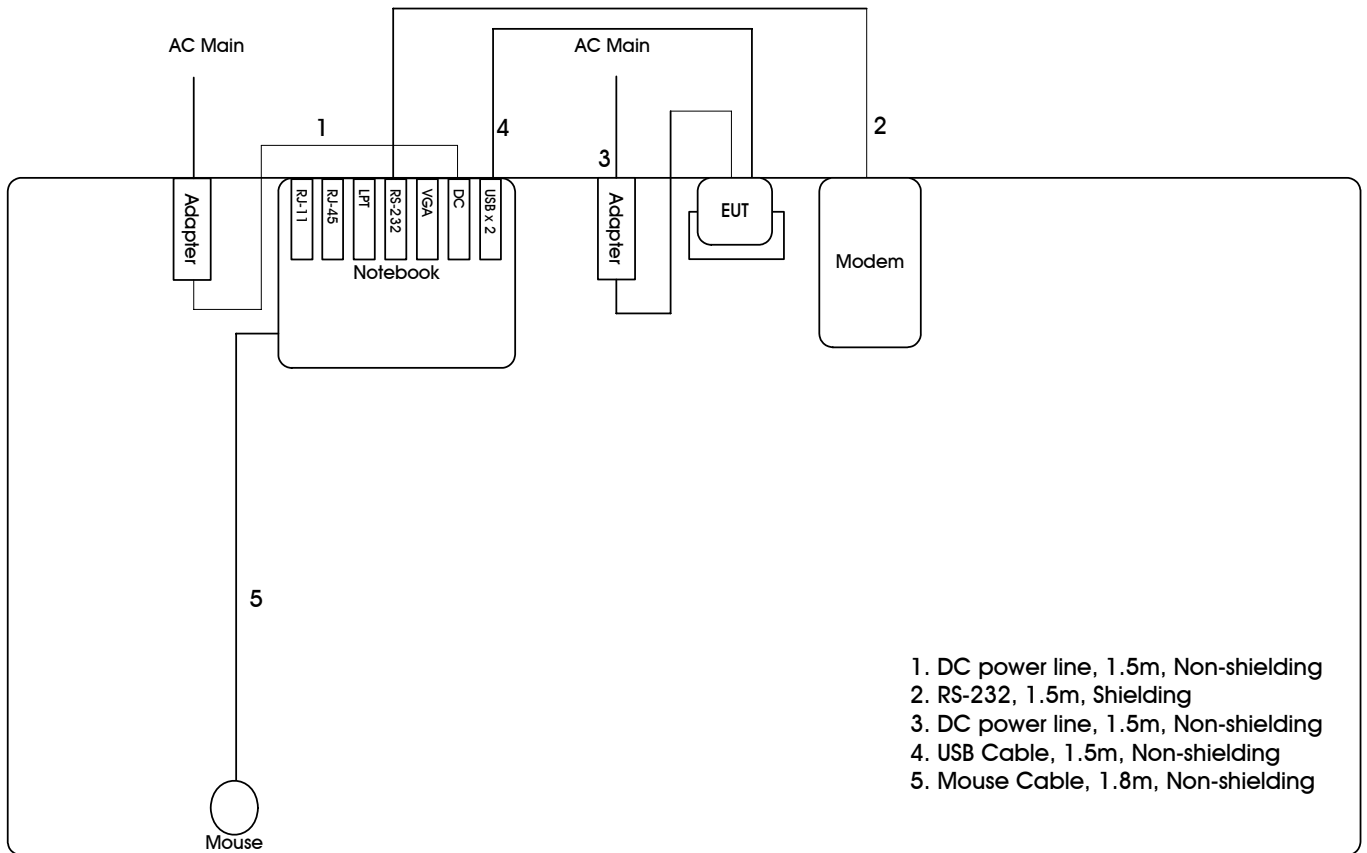 AC Main
AC Main
1
4
2
3
Adapter
RJ-11
RJ-45
LPT
RS-232
VGA
DC
USB x 2
Notebook
Adapter
EUT
Modem
5
1. DC power line, 1.5m, Non-shielding
2. RS-232, 1.5m, Shielding
3. DC power line, 1.5m, Non-shielding
4. USB Cable, 1.5m, Non-shielding
5. Mouse Cable, 1.8m, Non-shielding
Mouse